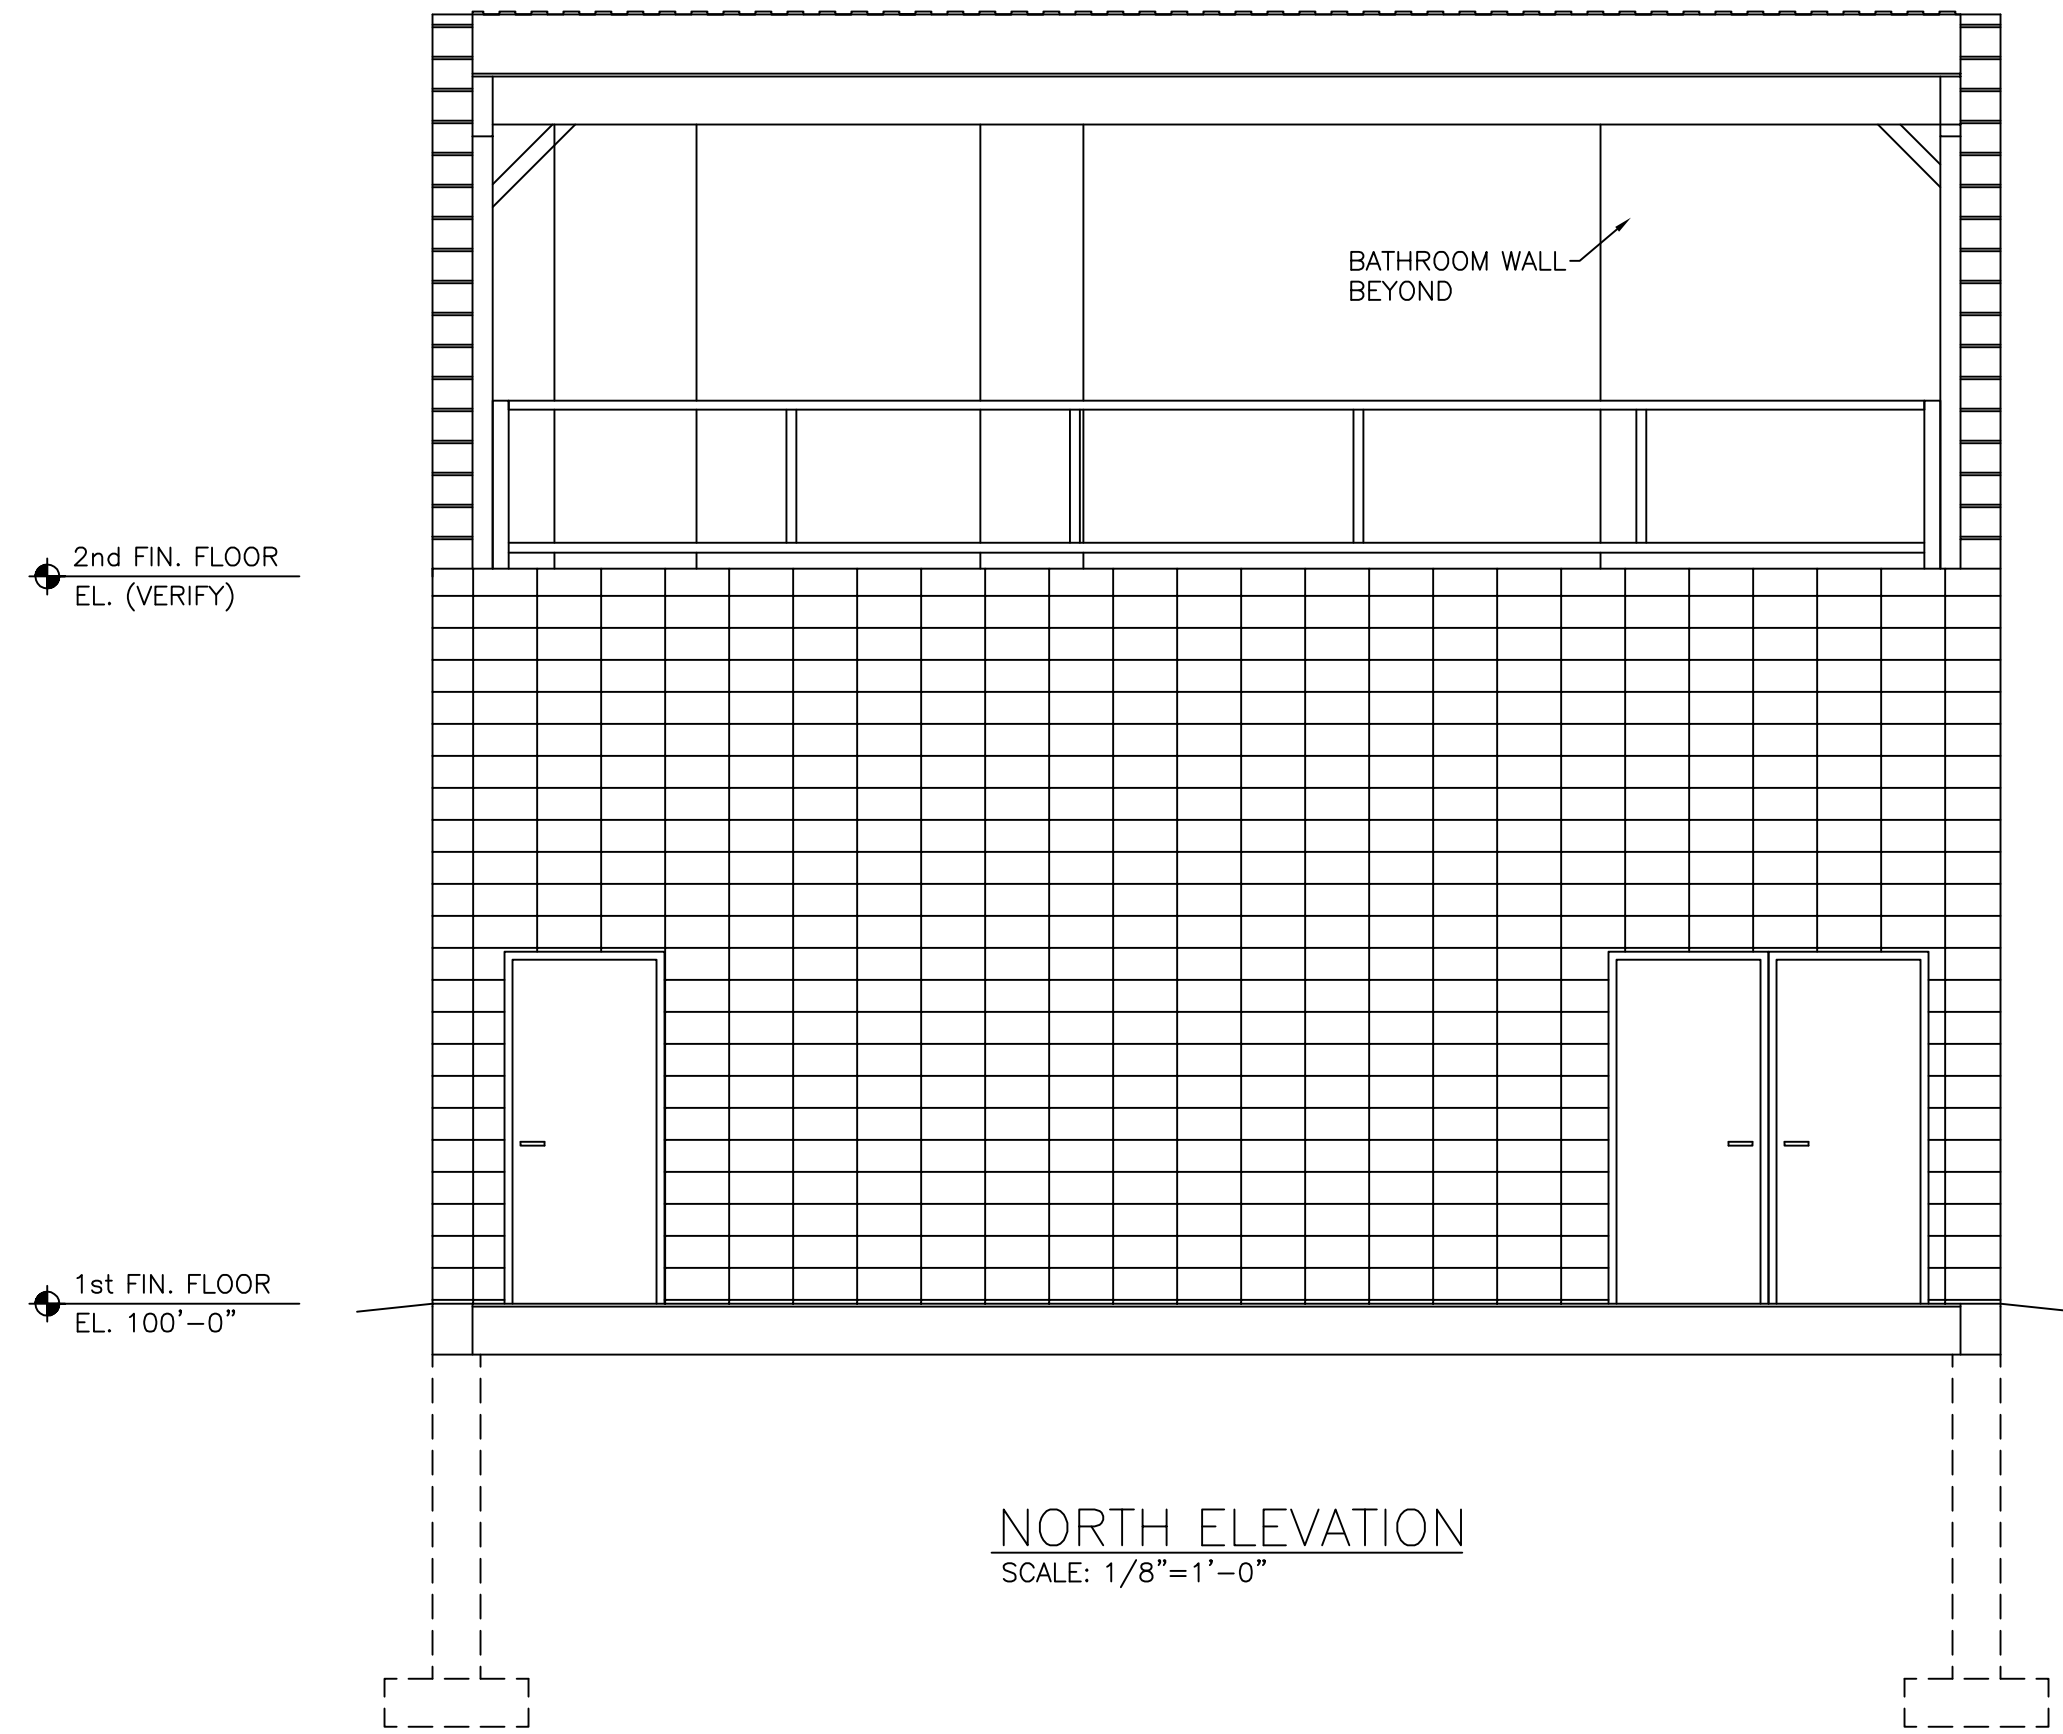 BATHROOM WALL
BEYOND
2nd FIN. FLOOR
EL. (VERIFY)
1st FIN. FLOOR
EL. 100'-0"
NORTH ELEVATION
SCALE: 1/8"=1'-0"